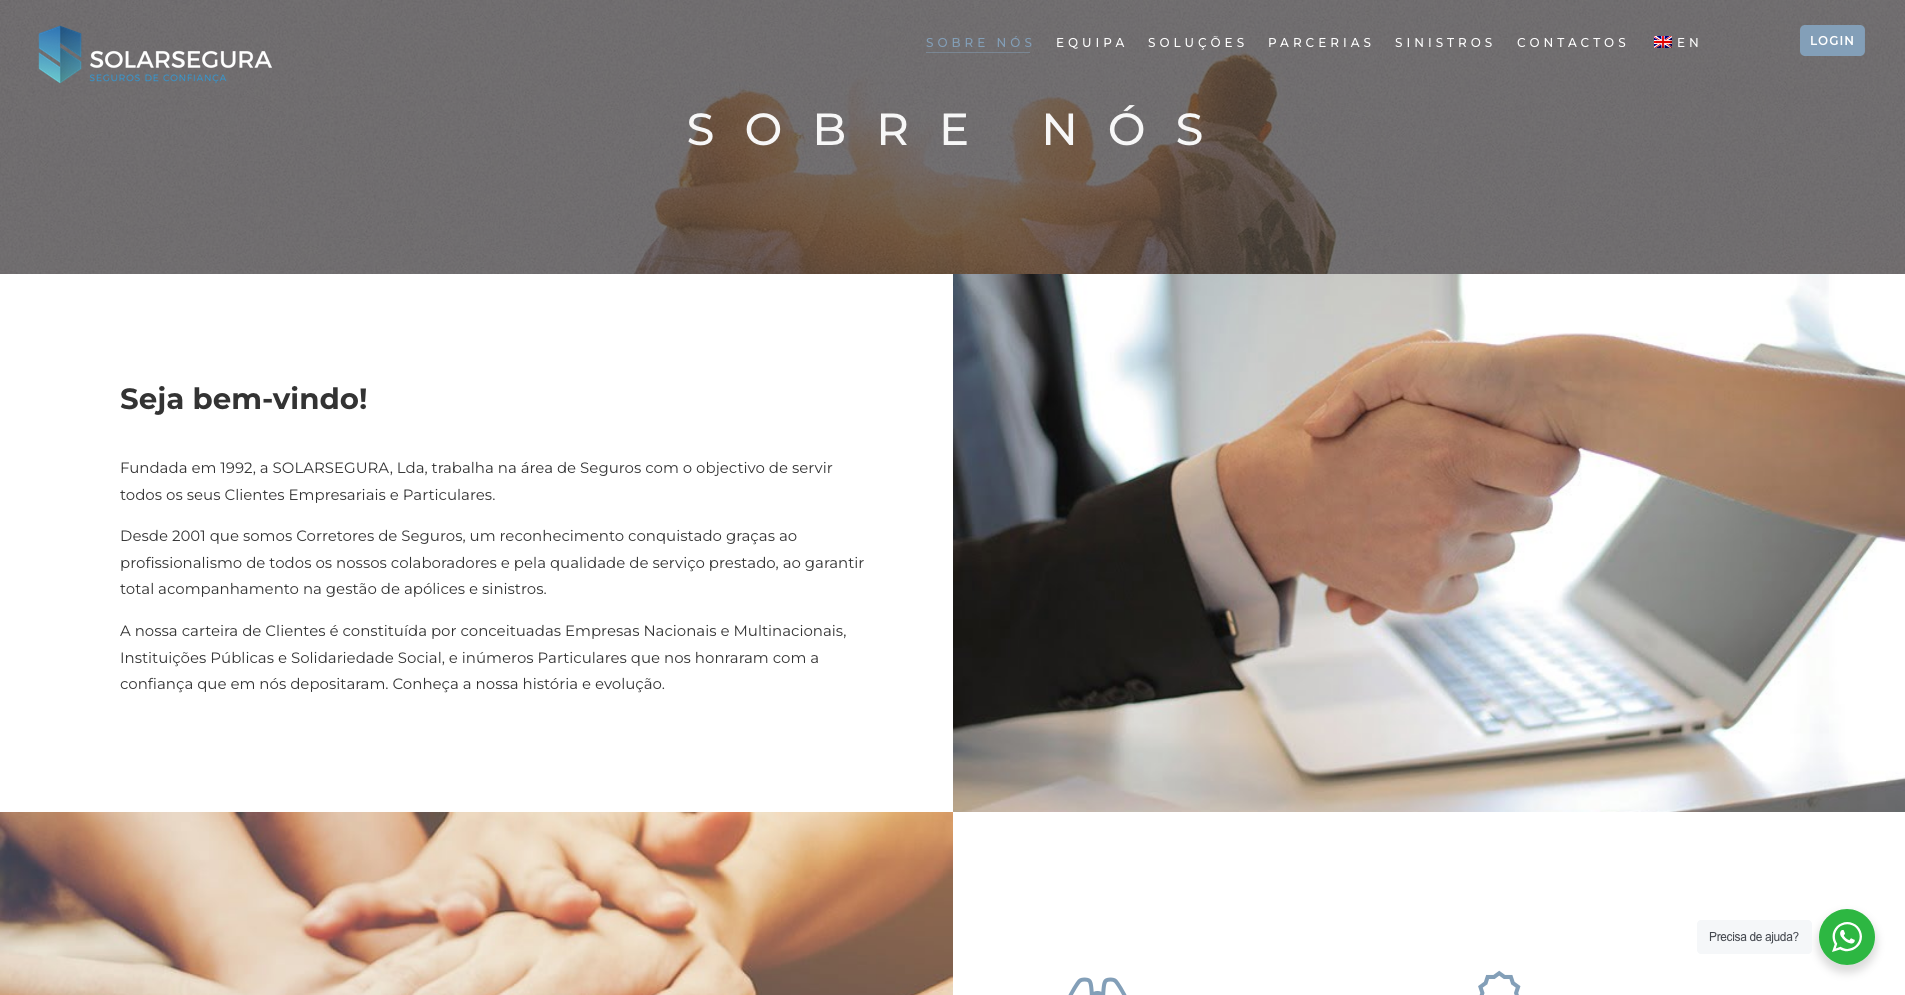 SOLARSEGURA
SEGUROS DE CONFIANÇA
SOBRE NÓS
EQUIPA
SOLUÇÕES
PARCERIAS
SINISTROS
CONTACTOS
EN
LOGIN
SOBRE NÓS
Seja bem-vindo!
Fundada em 1992, a SOLARSEGURA, Lda, trabalha na área de Seguros com o objectivo de servir
todos os seus Clientes Empresariais e Particulares.
Desde 2001 que somos Corretores de Seguros, um reconhecimento conquistado graças ao
profissionalismo de todos os nossos colaboradores e pela qualidade de serviço prestado, ao garantir
total acompanhamento na gestão de apólices e sinistros.
A nossa carteira de Clientes é constituída por conceituadas Empresas Nacionais e Multinacionais,
Instituições Públicas e Solidariedade Social, e inúmeros Particulares que nos honraram com a
confiança que em nós depositaram. Conheça a nossa história e evolução.
Precisa de ajuda?